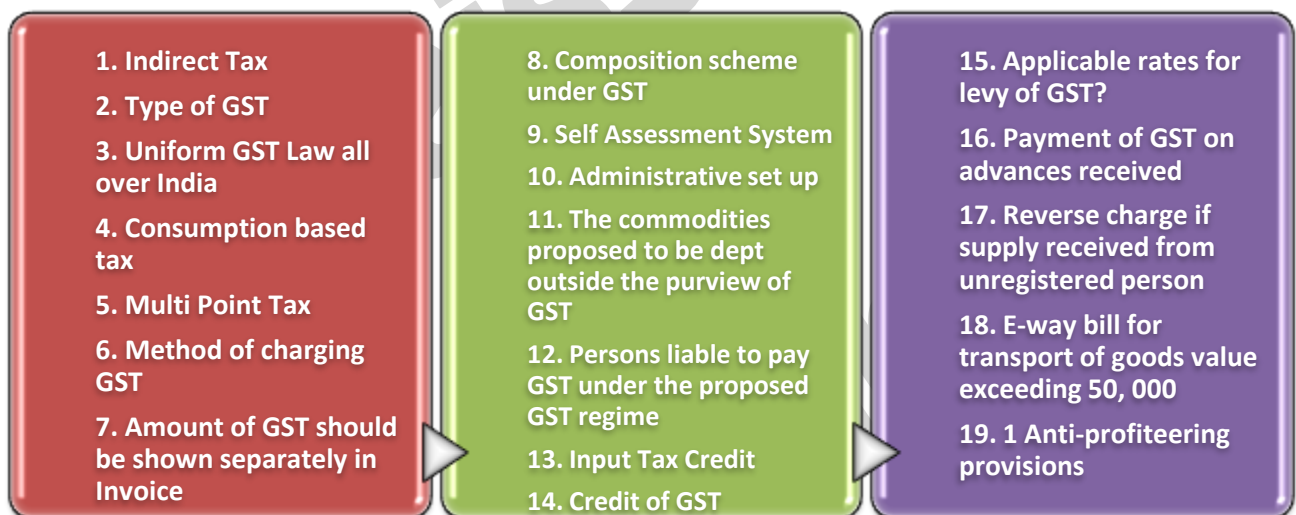 1. Indirect Tax
2. Type of GST
3. Uniform GST Law all
over India
4. Consumption based
tax
5. Multi Point Tax
6. Method of charging
GST
7. Amount of GST should
be shown separately in
Invoice
8. Composition scheme
under GST
9. Self Assessment System
10. Administrative set up
11. The commodities
proposed to be dept
outside the purview of
GST
12. Persons liable to pay
GST under the proposed
GST regime
13. Input Tax Credit
14. Credit of GST
15. Applicable rates for
levy of GST?
16. Payment of GST on
advances received
17. Reverse charge if
supply received from
unregistered person
18. E-way bill for
transport of goods value
exceeding 50, 000
19. 1 Anti-profiteering
provisions